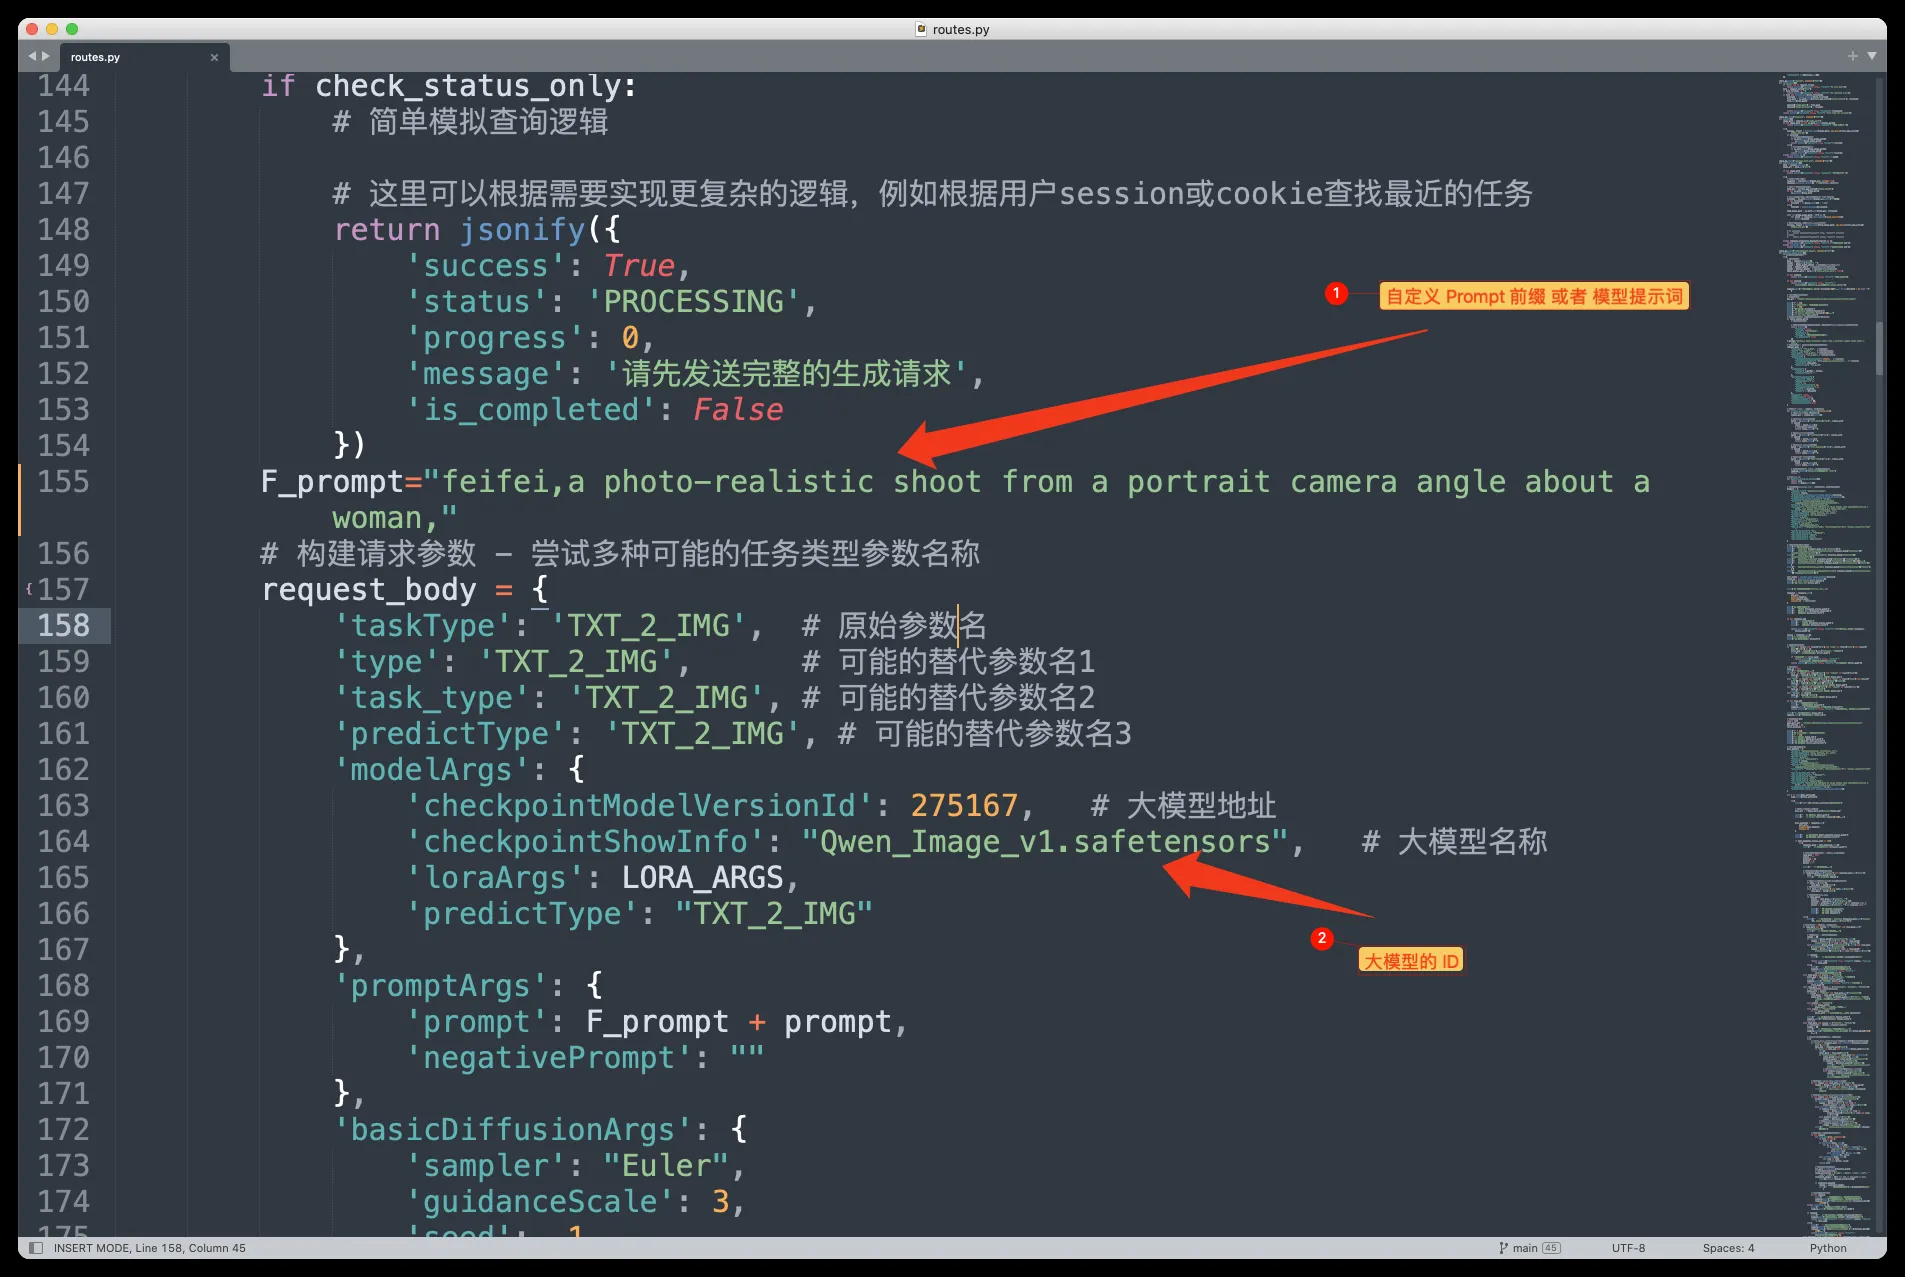 routes.py
routes.py
144 if check_status_only:
145 # 简单模拟查询逻辑
146
147 # 这里可以根据需要实现更复杂的逻辑，例如根据用户session或cookie查找最近的任务
148 return jsonify({
149 'success': True,
150 'status': 'PROCESSING',
151 'progress': 0,
152 'message': '请先发送完整的生成请求',
153 'is_completed': False
154 })
1 自定义 Prompt 前缀 或者 模型提示词
155 F_prompt="feifei,a photo-realistic shoot from a portrait camera angle about a
woman,"
156 # 构建请求参数 - 尝试多种可能的任务类型参数名称
157 request_body = {
158 'taskType': 'TXT_2_IMG', # 原始参数名
159 'type': 'TXT_2_IMG', # 可能的替代参数名1
160 'task_type': 'TXT_2_IMG', # 可能的替代参数名2
161 'predictType': 'TXT_2_IMG', # 可能的替代参数名3
162 'modelArgs': {
163 'checkpointModelVersionId': 275167, # 大模型地址
164 'checkpointShowInfo': "Qwen_Image_v1.safetensors", # 大模型名称
165 'loraArgs': LORA_ARGS,
166 'predictType': "TXT_2_IMG"
2 大模型的 ID
167 },
168 'promptArgs': {
169 'prompt': F_prompt + prompt,
170 'negativePrompt': ""
171 },
172 'basicDiffusionArgs': {
173 'sampler': "Euler",
174 'guidanceScale': 3,
INSERT MODE, Line 158, Column 45
main 45
UTF-8
Spaces: 4
Python